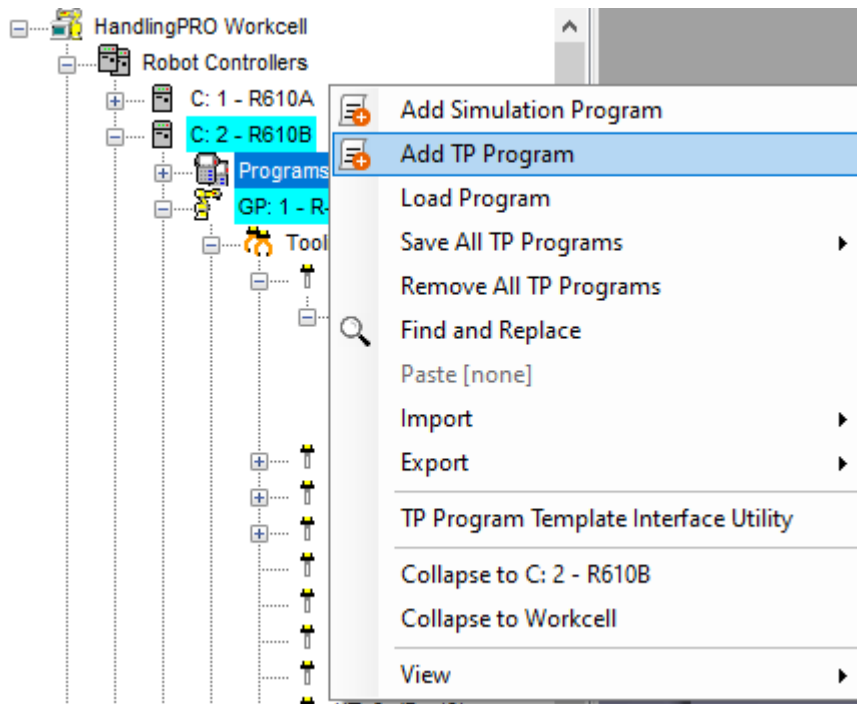 HandlingPRO Workcell
Robot Controllers
C: 1 - R610A
C: 2 - R610B
Programs
GP: 1 - R-
Tool
Add Simulation Program
Add TP Program
Load Program
Save All TP Programs
Remove All TP Programs
Find and Replace
Paste [none]
Import
Export
TP Program Template Interface Utility
Collapse to C: 2 - R610B
Collapse to Workcell
View